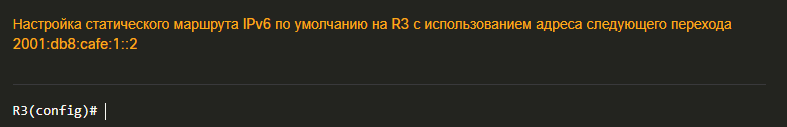 Настройка статического маршрута IPv6 по умолчанию на R3 с использованием адреса следующего перехода
2001:db8:cafe:1::2
R3(config)#